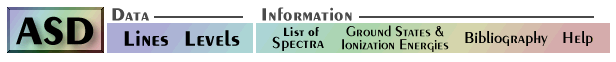 ASD
DATA
LINES LEVELS
INFORMATION
LIST OF
SPECTRA
GROUND STATES &
IONIZATION ENERGIES
BIBLIOGRAPHY
HELP